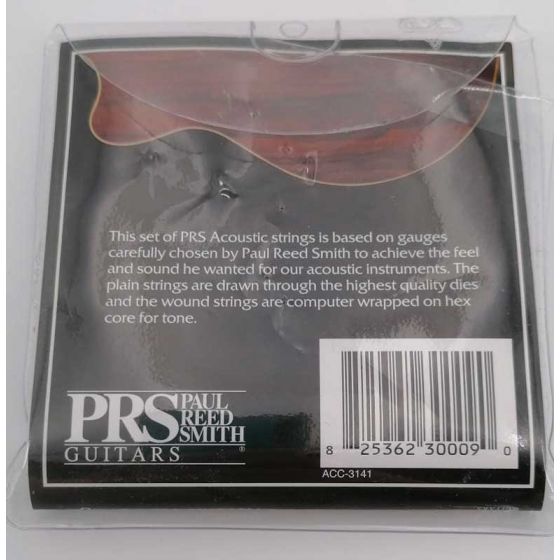 This set of PRS Acoustic strings is based on gauges
carefully chosen by Paul Reed Smith to achieve the feel
and sound he wanted for our acoustic instruments. The
plain strings are drawn through the highest quality dies
and the wound strings are computer wrapped on hex
core for tone.
PRS PAUL
REED
SMITH
GUITARS ®
8 25362 30009 0
ACC-3141